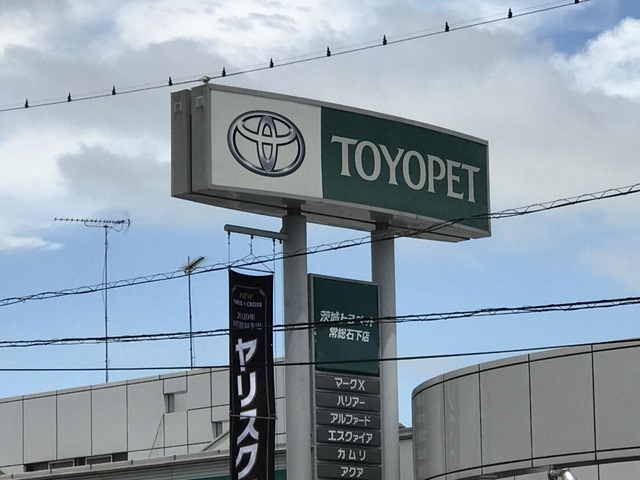 TOYOPET
NEW
YARIS CROSS
2020年
ヤリスク
茨城トヨペット
常総石下店
マークX
ハリアー
アルファード
エスクァイア
カムリ
アクア